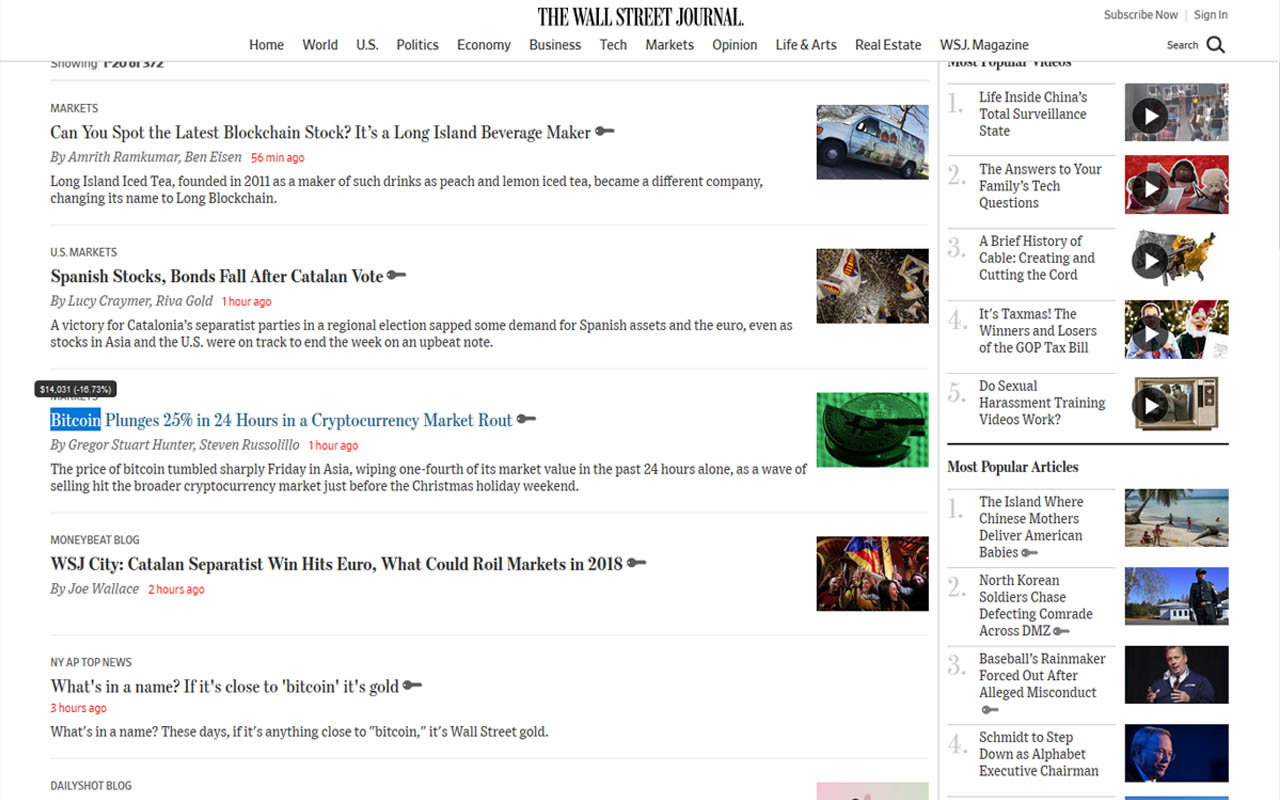 THE WALL STREET JOURNAL.
Subscribe Now | Sign In
Home World U.S. Politics Economy Business Tech Markets Opinion Life & Arts Real Estate WSJ. Magazine
Search
Showing 1-20 of 372
MARKETS
Can You Spot the Latest Blockchain Stock? It's a Long Island Beverage Maker
By Amrith Ramkumar, Ben Eisen 56 min ago
Long Island Iced Tea, founded in 2011 as a maker of such drinks as peach and lemon iced tea, became a different company,
changing its name to Long Blockchain.
U.S. MARKETS
Spanish Stocks, Bonds Fall After Catalan Vote
By Lucy Craymer, Riva Gold 1 hour ago
A victory for Catalonia's separatist parties in a regional election sapped some demand for Spanish assets and the euro, even as
stocks in Asia and the U.S. were on track to end the week on an upbeat note.
$14,031 (-16.73%)
MARKETS
Bitcoin Plunges 25% in 24 Hours in a Cryptocurrency Market Rout
By Gregor Stuart Hunter, Steven Russolillo 1 hour ago
The price of bitcoin tumbled sharply Friday in Asia, wiping one-fourth of its market value in the past 24 hours alone, as a wave of
selling hit the broader cryptocurrency market just before the Christmas holiday weekend.
MONEYBEAT BLOG
WSJ City: Catalan Separatist Win Hits Euro, What Could Roil Markets in 2018
By Joe Wallace 2 hours ago
NY AP TOP NEWS
What's in a name? If it's close to 'bitcoin' it's gold
3 hours ago
What's in a name? These days, if it's anything close to "bitcoin," it's Wall Street gold.
DAILYSHOT BLOG
Most Popular Videos
1. Life Inside China's
Total Surveillance
State
2. The Answers to Your
Family's Tech
Questions
3. A Brief History of
Cable: Creating and
Cutting the Cord
4. It's Taxmas! The
Winners and Losers
of the GOP Tax Bill
5. Do Sexual
Harassment Training
Videos Work?
Most Popular Articles
1. The Island Where
Chinese Mothers
Deliver American
Babies
2. North Korean
Soldiers Chase
Defecting Comrade
Across DMZ
3. Baseball's Rainmaker
Forced Out After
Alleged Misconduct
4. Schmidt to Step
Down as Alphabet
Executive Chairman